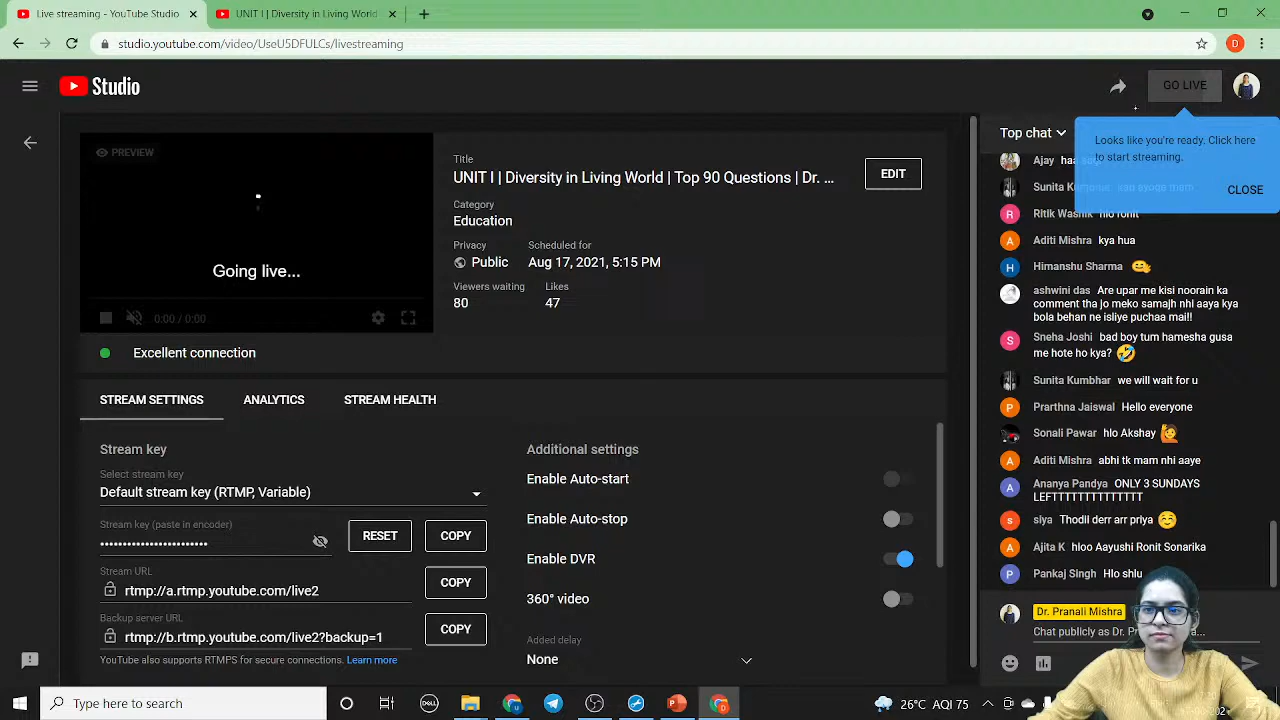 Live streaming - YouTube Studio
UNIT I | Diversity in Living World |
studio.youtube.com/video/UseU5DFULCs/livestreaming
D
Studio
GO LIVE
PREVIEW
Going live...
0:00 / 0:00
Excellent connection
Title
UNIT I | Diversity in Living World | Top 90 Questions | Dr. ...
EDIT
Category
Education
Privacy
Scheduled for
Public
Aug 17, 2021, 5:15 PM
Viewers waiting
Likes
80
47
STREAM SETTINGS
ANALYTICS
STREAM HEALTH
Stream key
Select stream key
Default stream key (RTMP, Variable)
Stream key (paste in encoder)
RESET
COPY
Stream URL
rtmp://a.rtmp.youtube.com/live2
COPY
Backup server URL
rtmp://b.rtmp.youtube.com/live2?backup=1
COPY
YouTube also supports RTMPS for secure connections. Learn more
Additional settings
Enable Auto-start
Enable Auto-stop
Enable DVR
360° video
Added delay
None
Top chat
Looks like you're ready. Click here
to start streaming.
CLOSE
Ajay haa
Sunita
Ritik Washik hlo ronit
Aditi Mishra kya hua
H
Himanshu Sharma
ashwini das Are upar me kisi noorain ka
comment tha jo meko samajh nhi aaya kya
bola behan ne isliye puchaa mai!!
Sneha Joshi bad boy tum hamesha gusa
me hote ho kya?
Sunita Kumbhar we will wait for u
Prarthna Jaiswal Hello everyone
Sonali Pawar hlo Akshay
Aditi Mishra abhi tk mam nhi aaye
Ananya Pandya ONLY 3 SUNDAYS
LEFTTTTTTTTTTTTT
siya Thodii derr arr priya
Ajita K hloo Aayushi Ronit Sonarika
Pankaj Singh Hlo shlu
Dr. Pranali Mishra
Chat publicly as Dr.
Type here to search
DELL
26°C AQI 75